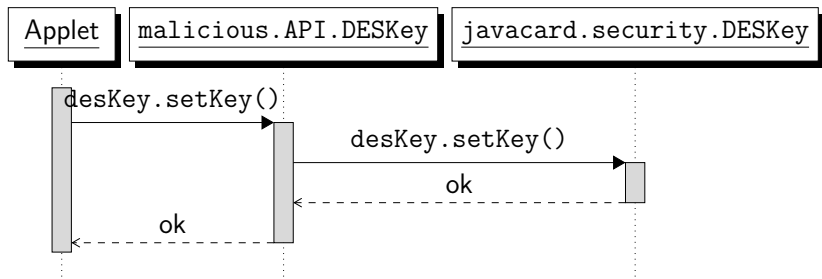 Applet
malicious.API.DESKey
javacard.security.DESKey
desKey.setKey()
desKey.setKey()
ok
ok